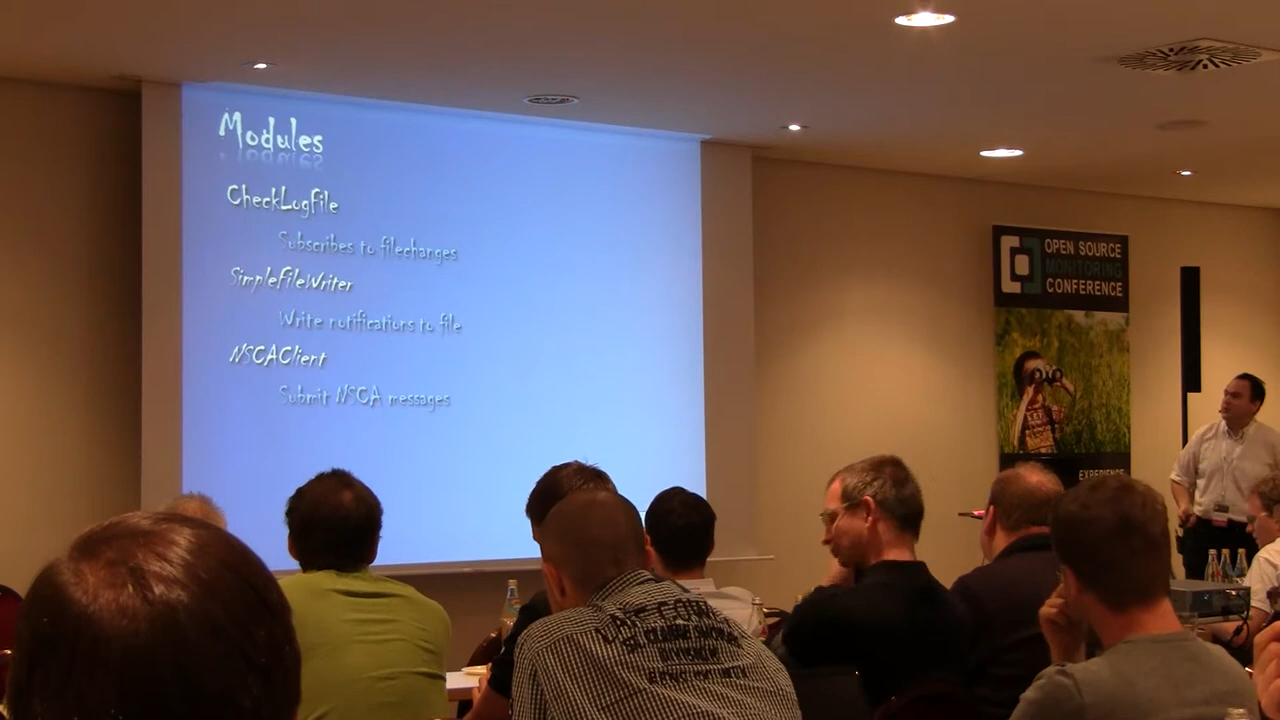 Modules
CheckLogFile
Subscribes to filechanges
SimpleFileWriter
Write notifications to file
NSCAClient
Submit NSCA messages
OPEN SOURCE
MONITORING
CONFERENCE
EXPERIENCE